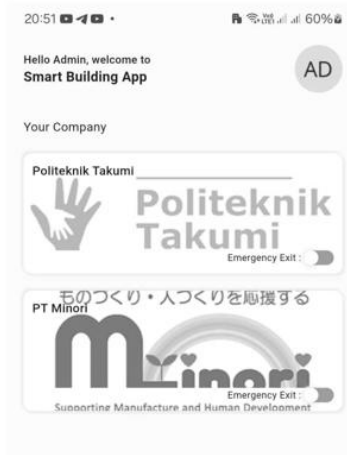 20:51
60%
Hello Admin, welcome to
Smart Building App
AD
Your Company
Politeknik Takumi
Politeknik
Takumi
Emergency Exit :
ものつくり・人つくりを応援する
PT Minori
Minori
Emergency Exit :
Supporting Manufacture and Human Development